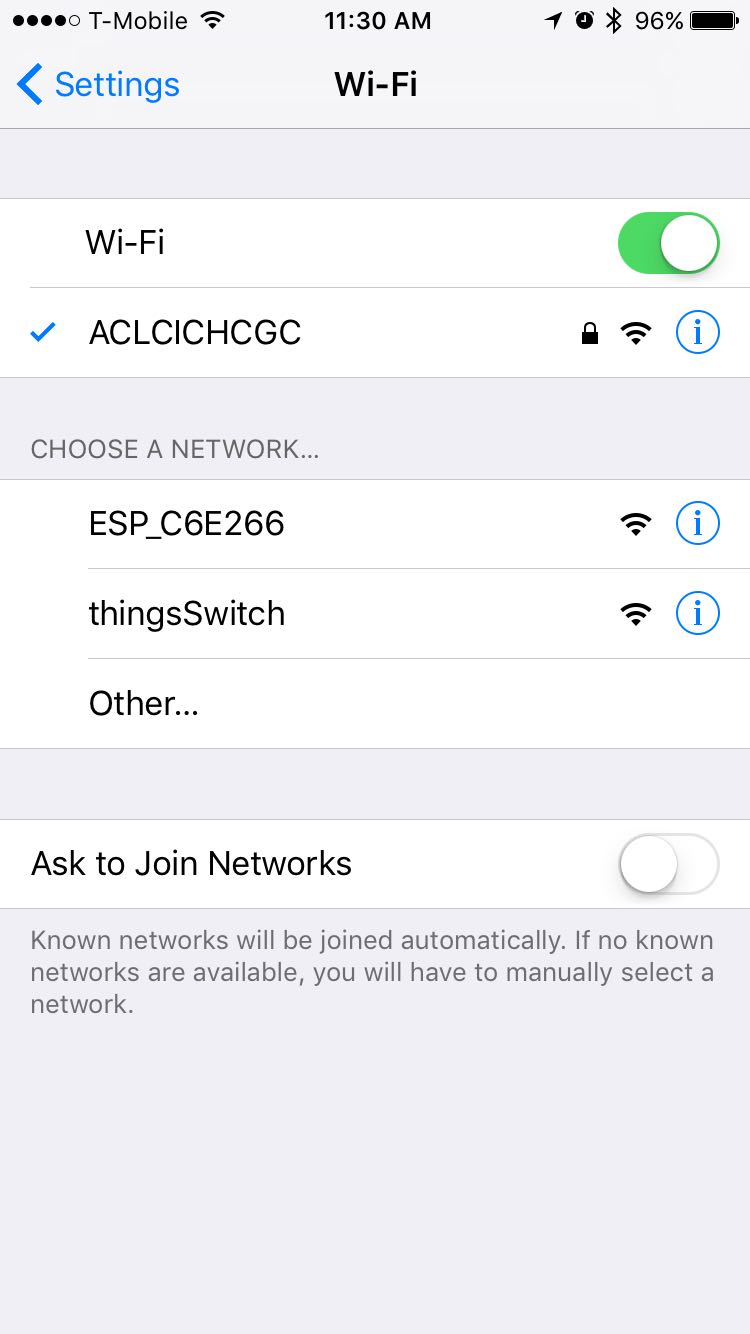 T-Mobile 11:30 AM 96%
Settings Wi-Fi
Wi-Fi
ACLCICHCGC
CHOOSE A NETWORK...
ESP_C6E266
thingsSwitch
Other...
Ask to Join Networks
Known networks will be joined automatically. If no known
networks are available, you will have to manually select a
network.